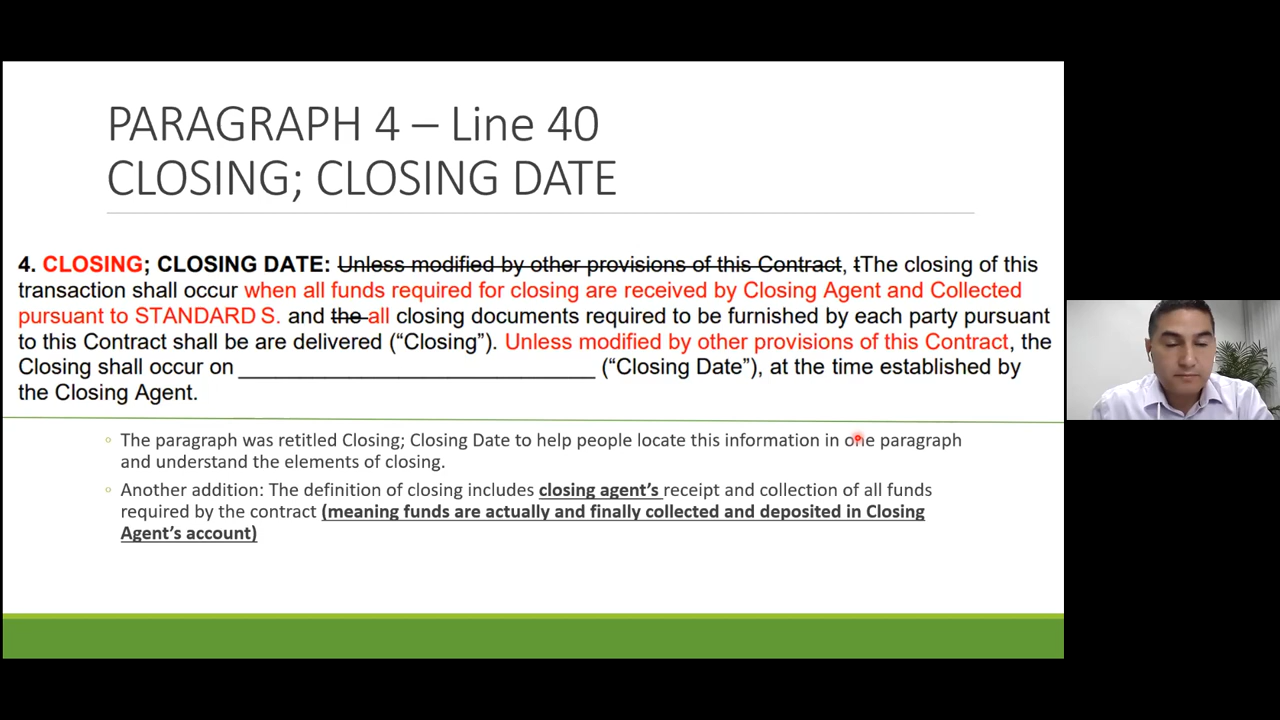 PARAGRAPH 4 – Line 40
CLOSING; CLOSING DATE
4. CLOSING; CLOSING DATE: Unless modified by other provisions of this Contract, tThe closing of this
transaction shall occur when all funds required for closing are received by Closing Agent and Collected
pursuant to STANDARD S. and the all closing documents required to be furnished by each party pursuant
to this Contract shall be are delivered (“Closing”). Unless modified by other provisions of this Contract, the
Closing shall occur on ________________________________ (“Closing Date”), at the time established by
the Closing Agent.
◦ The paragraph was retitled Closing; Closing Date to help people locate this information in one paragraph
and understand the elements of closing.
◦ Another addition: The definition of closing includes closing agent’s receipt and collection of all funds
required by the contract (meaning funds are actually and finally collected and deposited in Closing
Agent’s account)